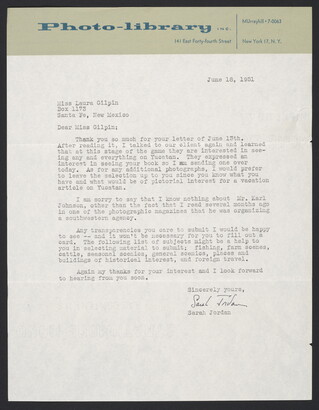 Photo-library INC.
MUrray Hill 7-0063
141 East Forty-Fourth Street
New York 17, N. Y.
June 18, 1951
Miss Laura Gilpin
Box 1173
Santa Fe, New Mexico
Dear Miss Gilpin:
Thank you so much for your letter of June 13th.
After reading it, I talked to our client again and learned
that at this stage of the game they are interested in see-
ing any and everything on Yucatan. They expressed an
interest in seeing your book so I am sending one over
today. As for any additional photographs, I would prefer
to leave the selection up to you since you know what you
have and what would be of pictorial interest for a vacation
article on Yucatan.
I am sorry to say that I know nothing about Mr. Karl
Johnson, other than the fact that I read several months ago
in one of the photographic magazines that he was organizing
a southwestern agency.
Any transparencies you care to submit I would be happy
to see -- and it won't be necessary for you to fill out a
card. The following list of subjects might be a help to
you in selecting material to submit: fishing, farm scenes,
cattle, seasonal scenics, general scenics, places and
buildings of historical interest, and foreign travel.
Again my thanks for your interest and I look forward
to hearing from you soon.
Sincerely yours,
Sarah Jordan
Sarah Jordan